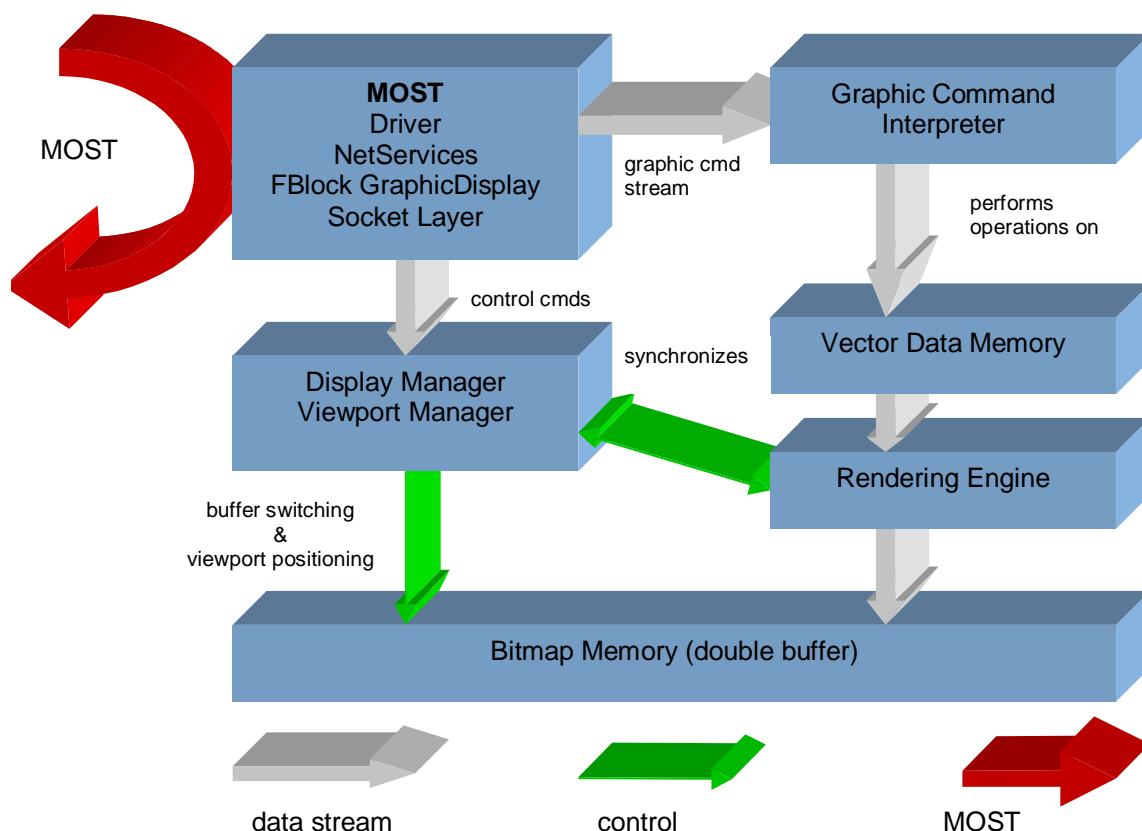 MOST
MOST
Driver
NetServices
FBlock GraphicDisplay
Socket Layer
graphic cmd
stream
Graphic Command
Interpreter
performs
operations on
control cmds
Vector Data Memory
synchronizes
Display Manager
Viewport Manager
Rendering Engine
buffer switching
&
viewport positioning
Bitmap Memory (double buffer)
data stream
control
MOST